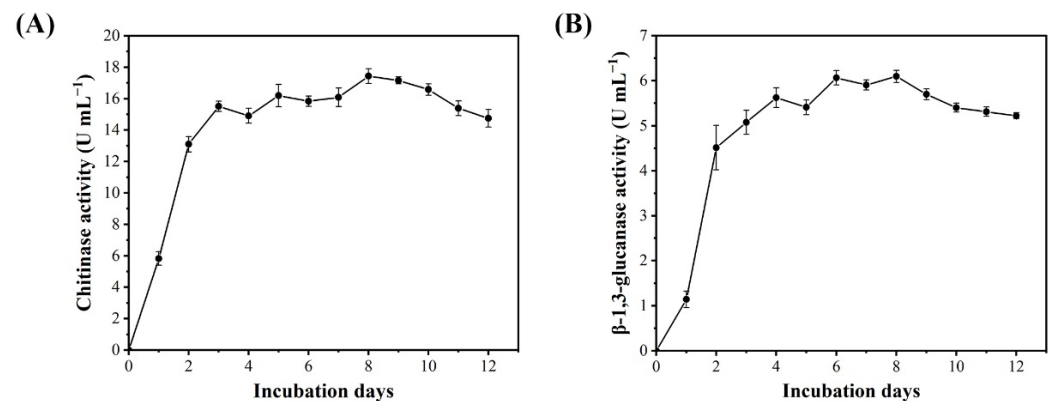 (A)
Chitinase activity (U mL⁻¹)
20
18
16
14
12
10
8
6
4
2
0
0 2 4 6 8 10 12
Incubation days
(B)
β-1,3-glucanase activity (U mL⁻¹)
7
6
5
4
3
2
1
0
0 2 4 6 8 10 12
Incubation days